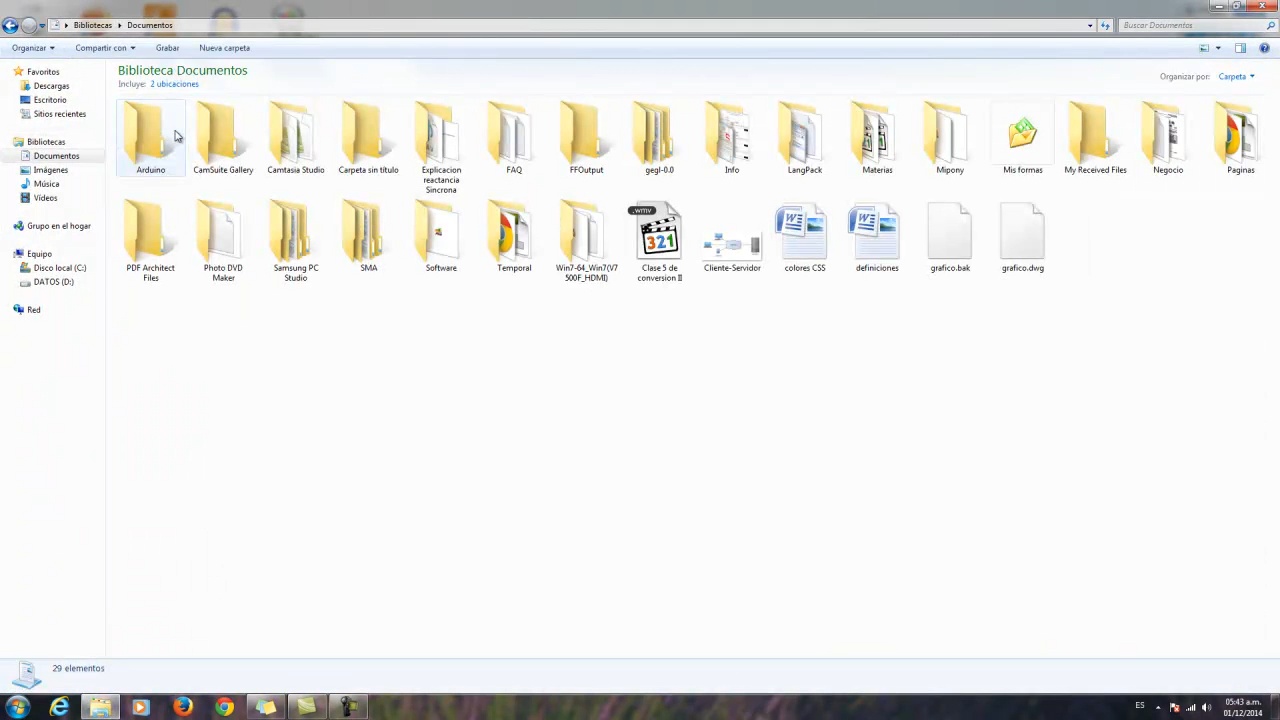 Bibliotecas Documentos
Buscar Documentos
Organizar Compartir con Grabar Nueva carpeta
Favoritos
Descargas
Escritorio
Sitios recientes
Bibliotecas
Documentos
Imágenes
Música
Vídeos
Grupo en el hogar
Equipo
Disco local (C:)
DATOS (D:)
Red
Biblioteca Documentos
Incluye: 2 ubicaciones
Organizar por: Carpeta
Arduino
CamSuite Gallery
Camtasia Studio
Carpeta sin título
Explicacion
reactancia
Sincrona
FAQ
FFOutput
gegl-0.0
Info
LangPack
Materias
Mipony
Mis formas
My Received Files
Negocio
Paginas
PDF Architect
Files
Photo DVD
Maker
Samsung PC
Studio
SMA
Software
Temporal
Win7-64_Win7(V7
500F_HDMI)
.wmv
321
Clase 5 de
conversion II
Cliente-Servidor
colores CSS
definiciones
grafico.bak
grafico.dwg
29 elementos
ES
05:43 a.m.
01/12/2014